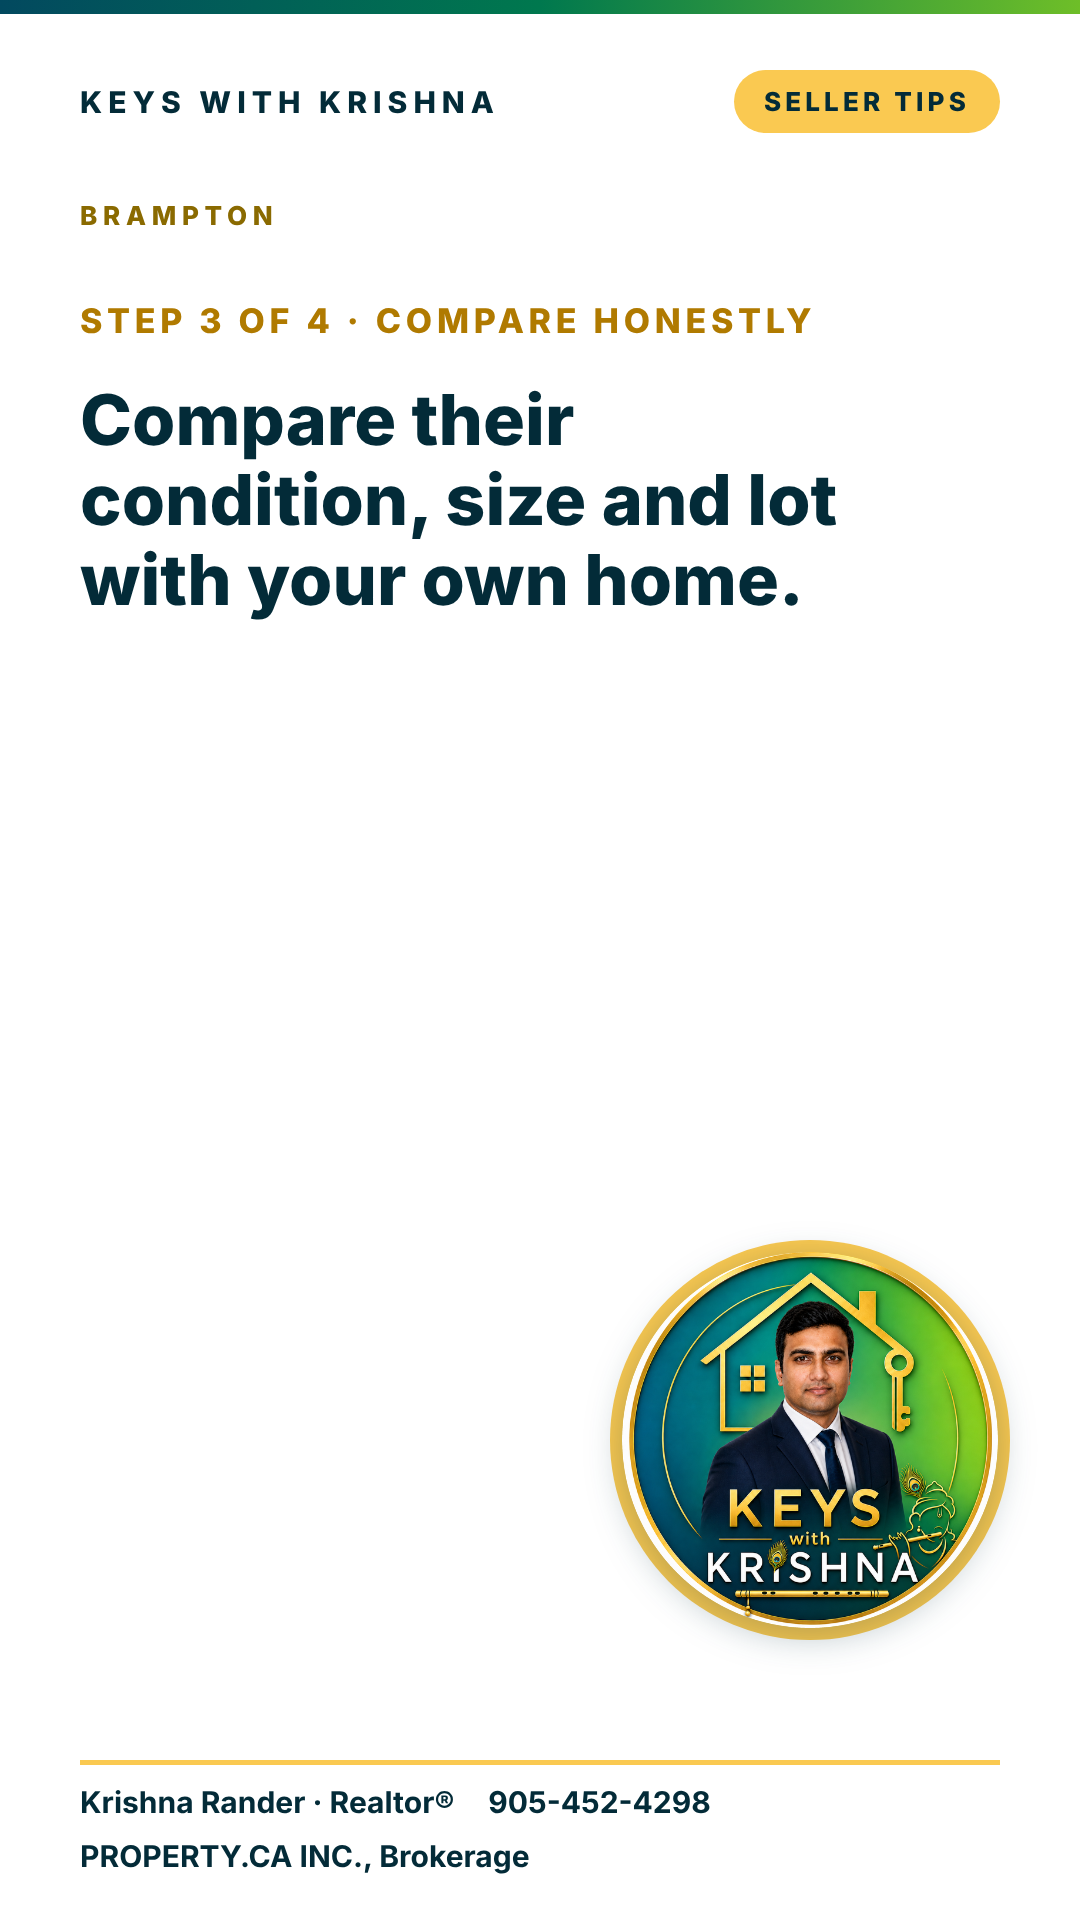 KEYS WITH KRISHNA
SELLER TIPS
BRAMPTON
STEP 3 OF 4 · COMPARE HONESTLY
Compare their
condition, size and lot
with your own home.
KEYS
with
KRISHNA
Krishna Rander · Realtor® 905-452-4298
PROPERTY.CA INC., Brokerage